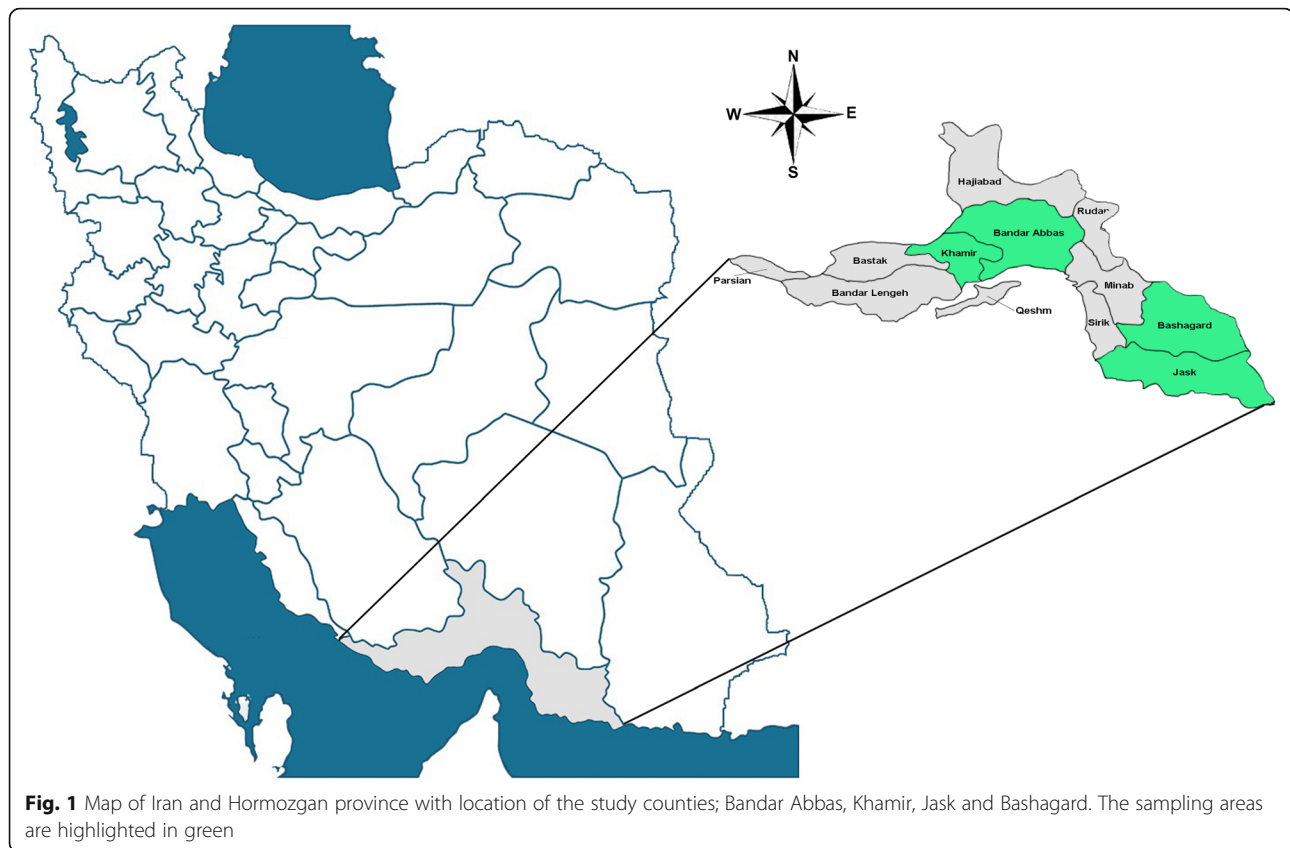 N
W E
S
Hajiabad
Rudan
Bandar Abbas
Khamir
Bastak
Parsian
Minab
Bandar Lengeh
Qeshm
Sirik
Bashagard
Jask
Fig. 1 Map of Iran and Hormozgan province with location of the study counties; Bandar Abbas, Khamir, Jask and Bashagard. The sampling areas
are highlighted in green